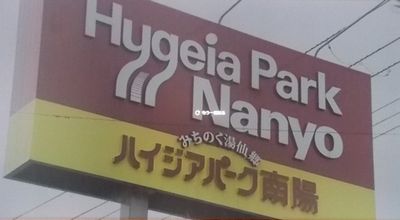 Hygeia Park
Nanyo
みちのく湯仙郷
ハイジアパーク南陽